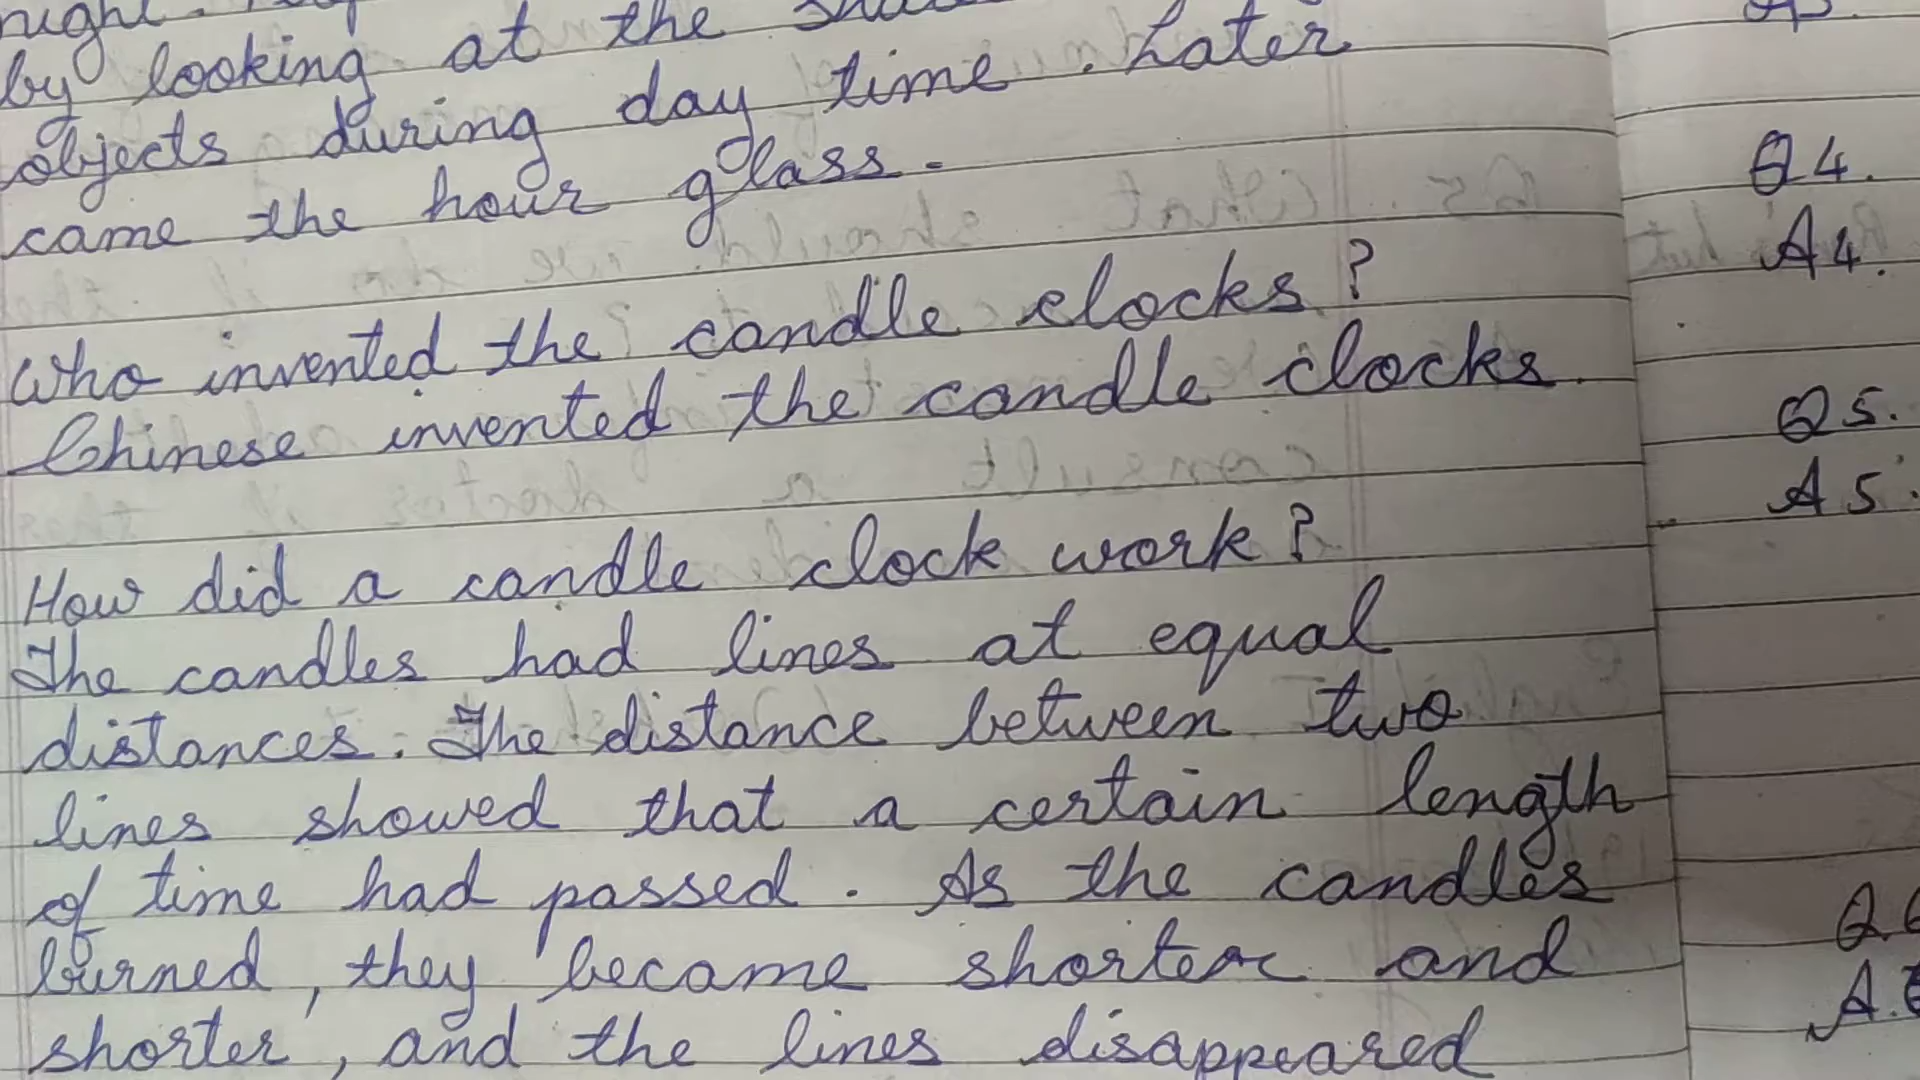 night.
by looking at the
objects during day time. Later
came the hour glass.
Who invented the candle clocks?
Chinese invented the candle clocks.
How did a candle clock work?
The candles had lines at equal
distances. The distance between two
lines showed that a certain length
of time had passed. As the candles
burned, they became shorter and
shorter, and the lines disappeared
Q4.
A4.
Q5.
A5.